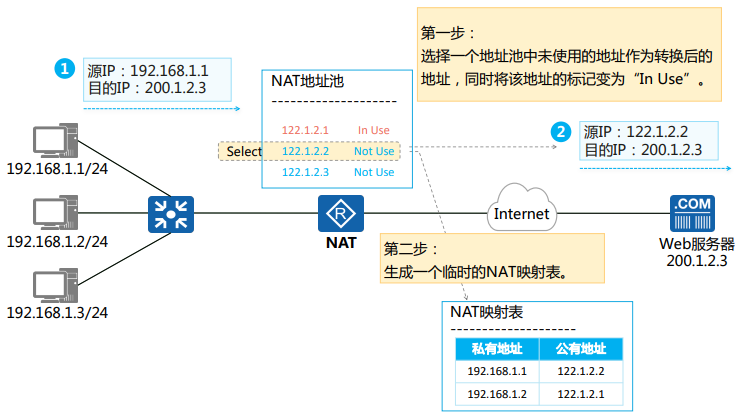 第一步：
选择一个地址池中未使用的地址作为转换后的
地址，同时将该地址的标记变为“In Use”。
1
源IP：192.168.1.1
目的IP：200.1.2.3
NAT地址池
122.1.2.1 In Use
Select 122.1.2.2 Not Use
122.1.2.3 Not Use
2
源IP：122.1.2.2
目的IP：200.1.2.3
192.168.1.1/24
192.168.1.2/24
192.168.1.3/24
R
NAT
Internet
.COM
Web服务器
200.1.2.3
第二步：
生成一个临时的NAT映射表。
NAT映射表
私有地址 公有地址
192.168.1.1 122.1.2.2
192.168.1.2 122.1.2.1